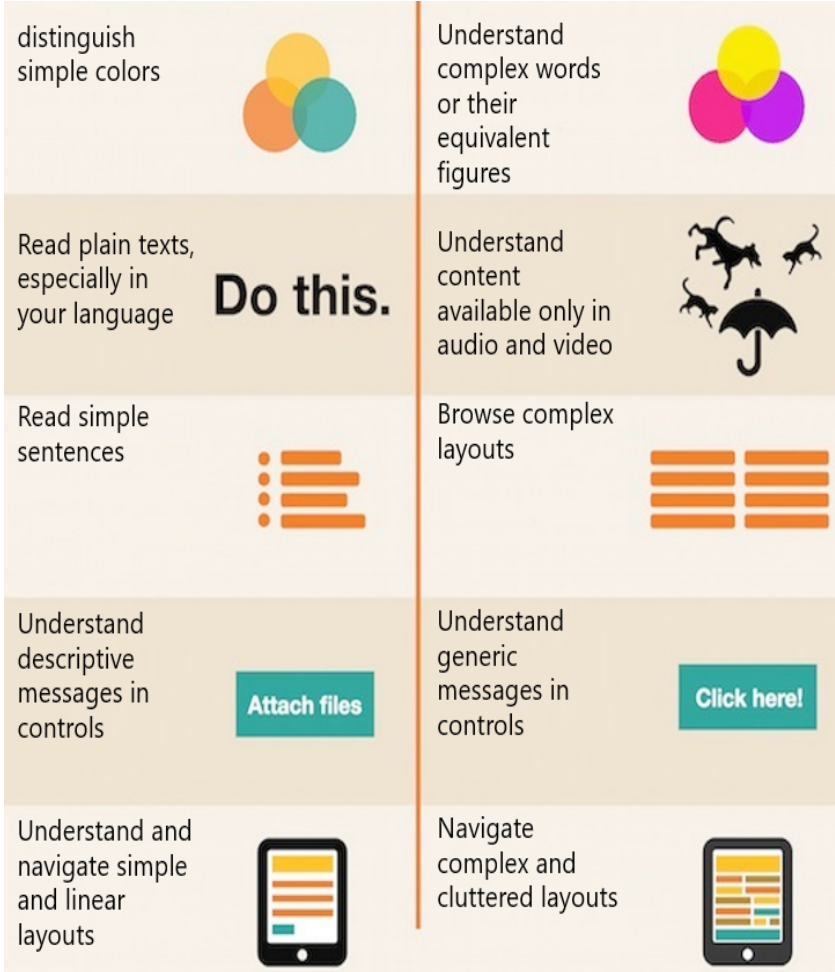 distinguish
simple colors
Understand
complex words
or their
equivalent
figures
Read plain texts,
especially in
your language
Do this.
Understand
content
available only in
audio and video
Read simple
sentences
Browse complex
layouts
Understand
descriptive
messages in
controls
Attach files
Understand
generic
messages in
controls
Click here!
Understand and
navigate simple
and linear
layouts
Navigate
complex and
cluttered layouts